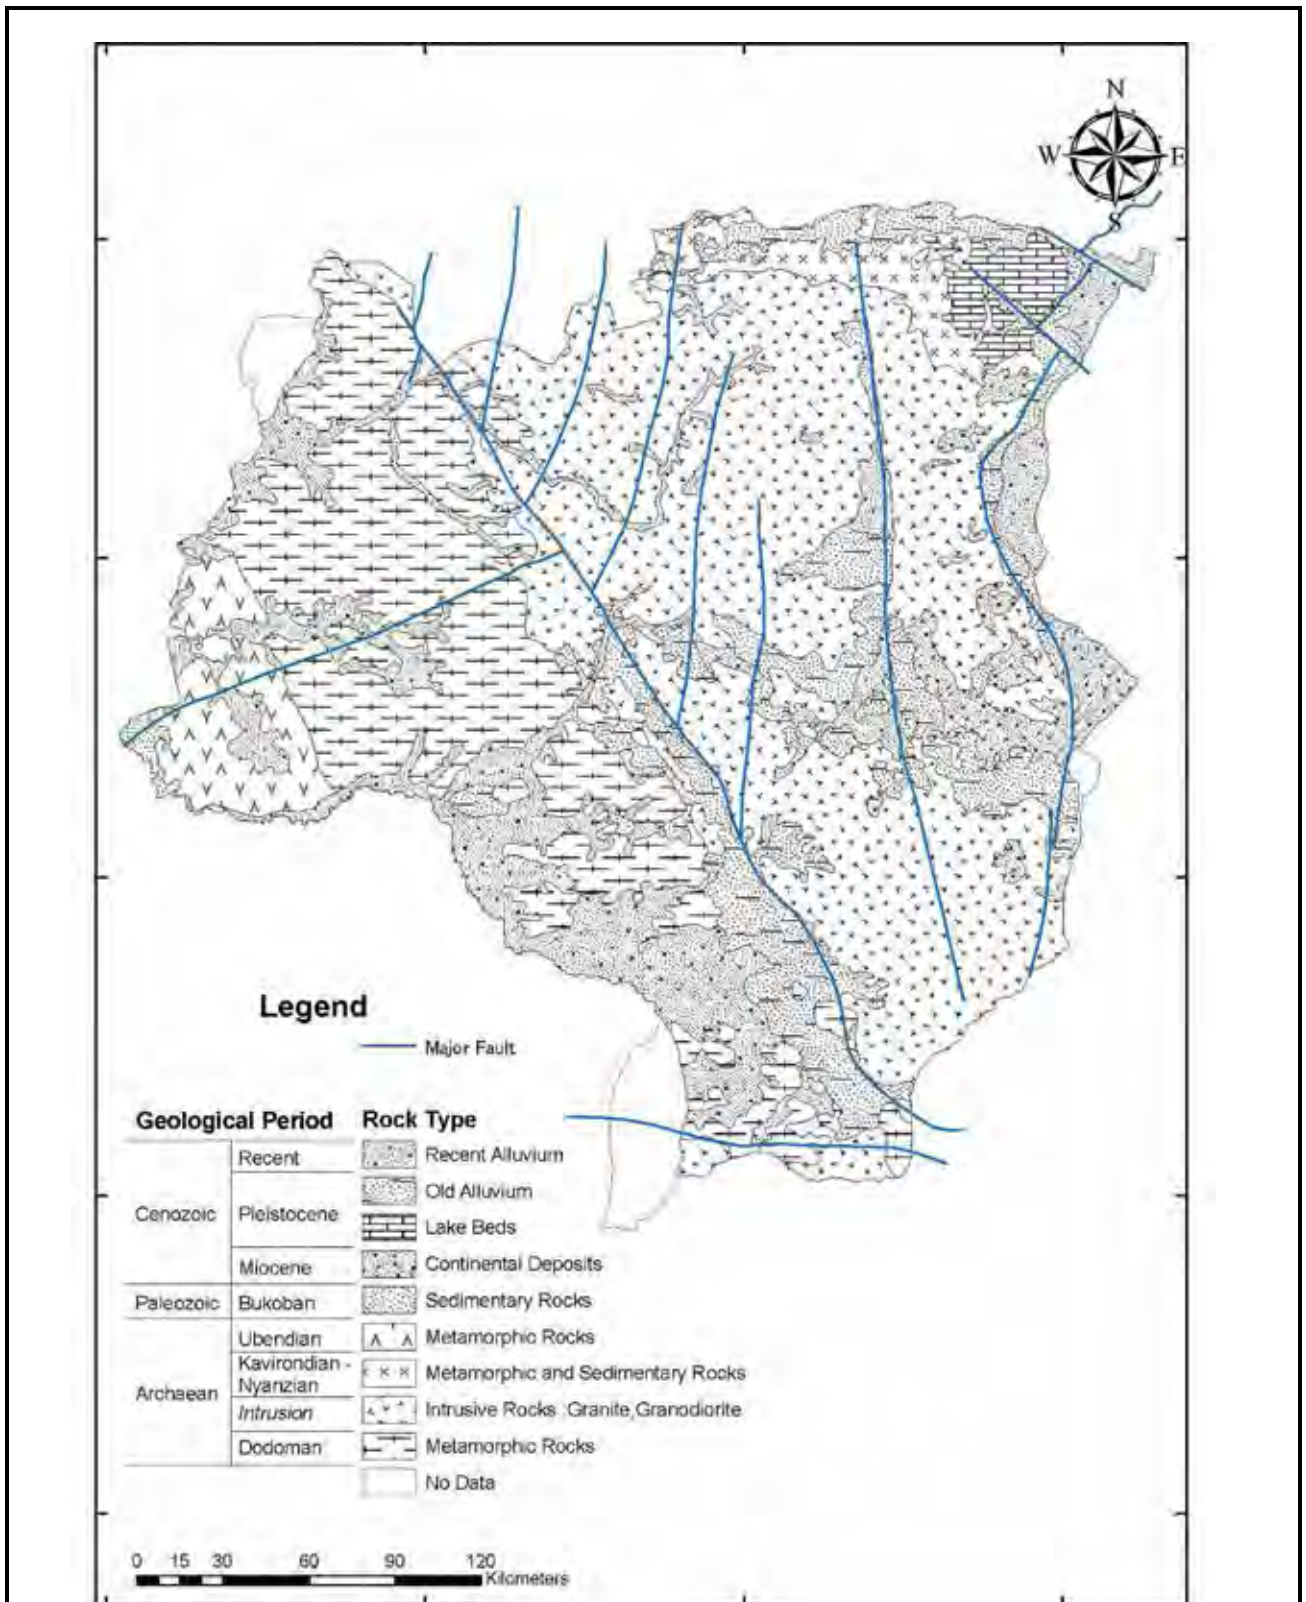 N
W E
S
Legend
Major Fault
Geological Period Rock Type
Recent Recent Alluvium
Old Alluvium
Cenozoic Pleistocene
Lake Beds
Miocene Continental Deposits
Paleozoic Bukoban Sedimentary Rocks
Ubendian Metamorphic Rocks
Kavirondian -
Nyanzian Metamorphic and Sedimentary Rocks
Archaean
Intrusion Intrusive Rocks :Granite,Granodiorite
Dodoman Metamorphic Rocks
No Data
0 15 30 60 90 120
Kilometers